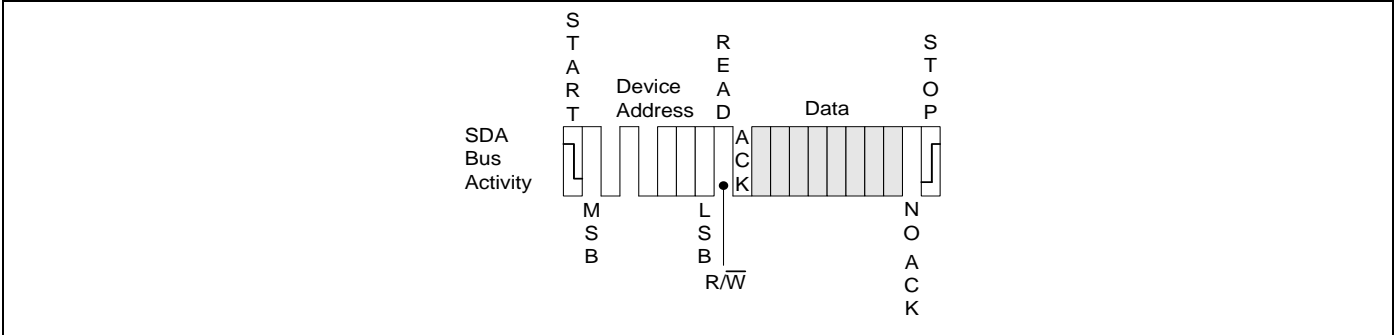 START
READ
STOP
Device
Address
Data
SDA
Bus
Activity
ACK
MSB
LSB
R/W̅
NO ACK